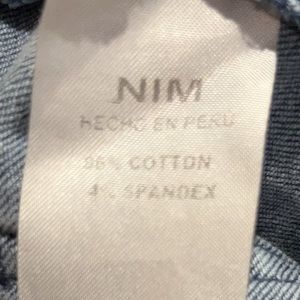 NIM
HECHO EN PERU
96% COTTON
4% SPANDEX